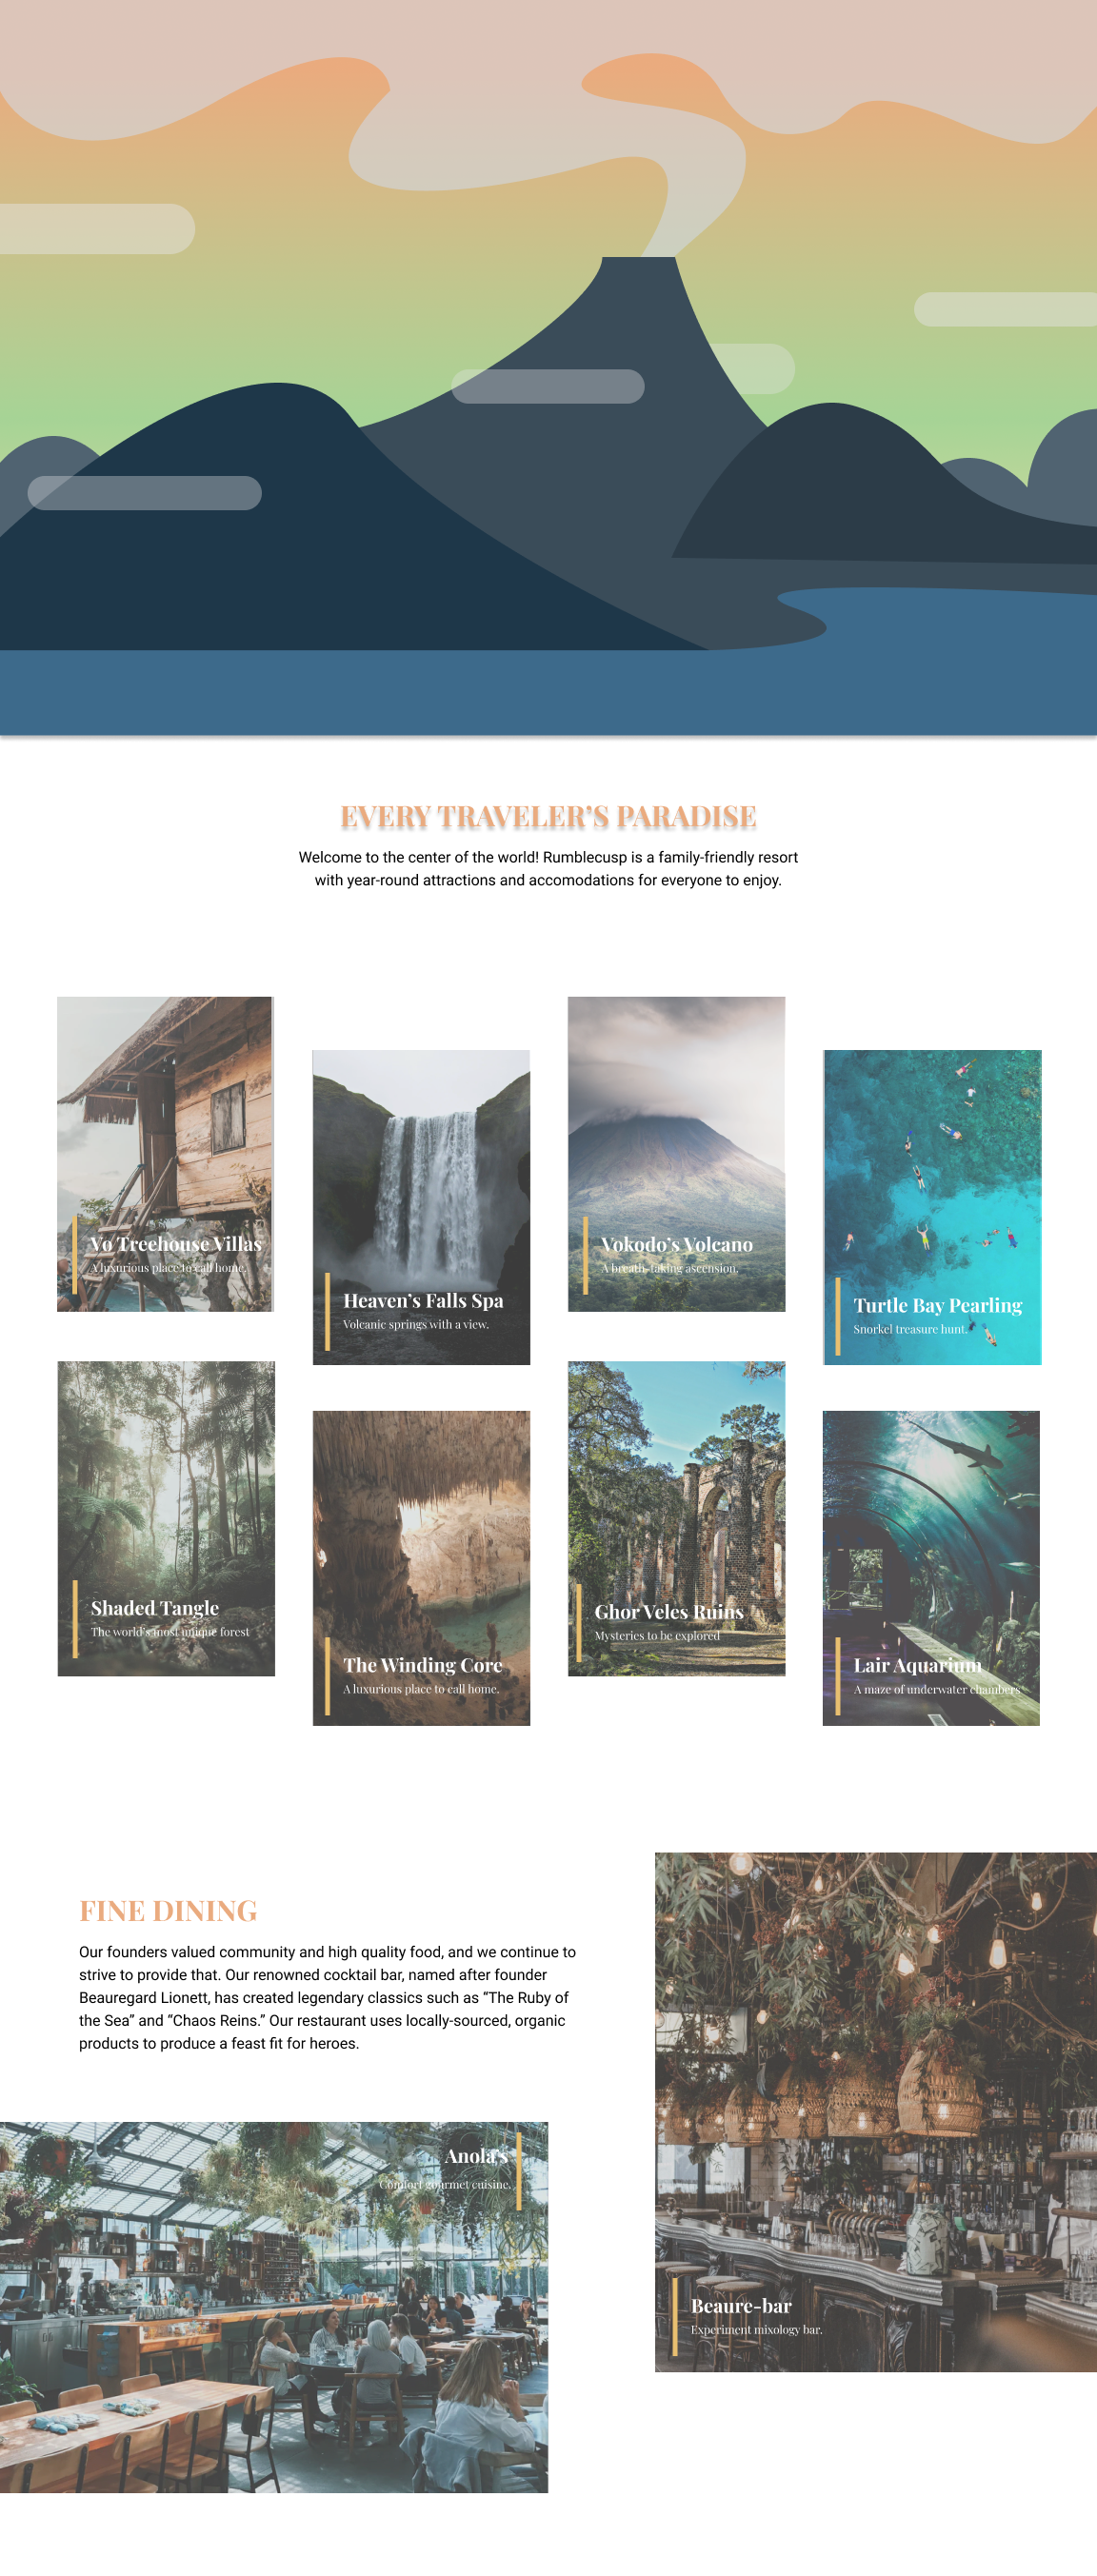 EVERY TRAVELER’S PARADISE
Welcome to the center of the world! Rumblecusp is a family-friendly resort
with year-round attractions and accomodations for everyone to enjoy.
Vo Treehouse Villas
A luxurious place to call home.
Heaven’s Falls Spa
Volcanic springs with a view.
Vokodo’s Volcano
A breath-taking ascension.
Turtle Bay Pearling
Snorkel treasure hunt.
Shaded Tangle
The world’s most unique forest
The Winding Core
A luxurious place to call home.
Ghor Veles Ruins
Mysteries to be explored
Lair Aquarium
A maze of underwater chambers
FINE DINING
Our founders valued community and high quality food, and we continue to
strive to provide that. Our renowned cocktail bar, named after founder
Beauregard Lionett, has created legendary classics such as “The Ruby of
the Sea” and “Chaos Reins.” Our restaurant uses locally-sourced, organic
products to produce a feast fit for heroes.
Anola’s
Comfort gourmet cuisine.
Beaure-bar
Experiment mixology bar.